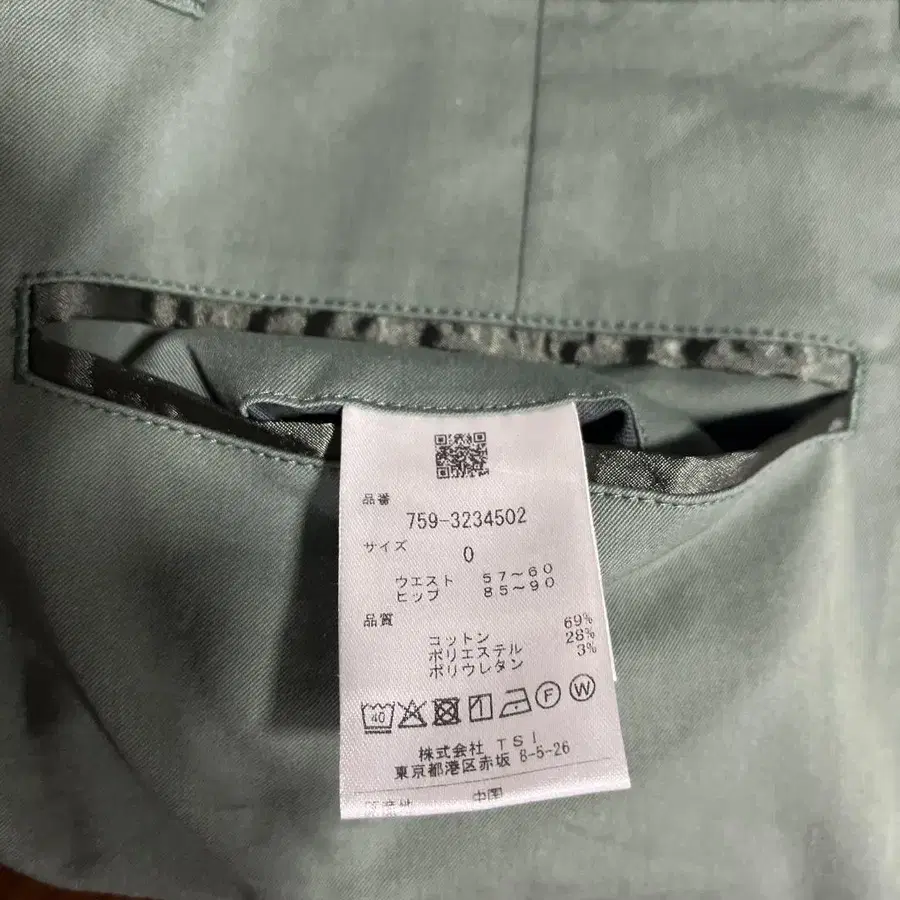 品番
759-3234502
サイズ
0
ウエスト 57～60
ヒップ 85～90
品質
コットン 69%
ポリエステル 28%
ポリウレタン 3%
40 F W
株式会社 TSI
東京都港区赤坂 8-5-26
中国